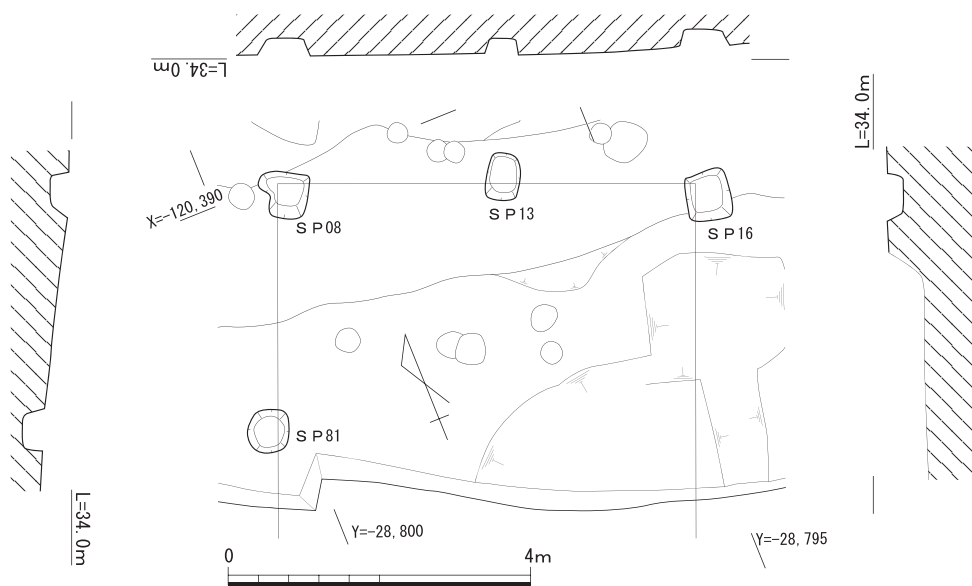 L=34.0m
L=34.0m
X=-120,390
SP08
SP13
SP16
SP81
L=34.0m
Y=-28,800
Y=-28,795
0 4m